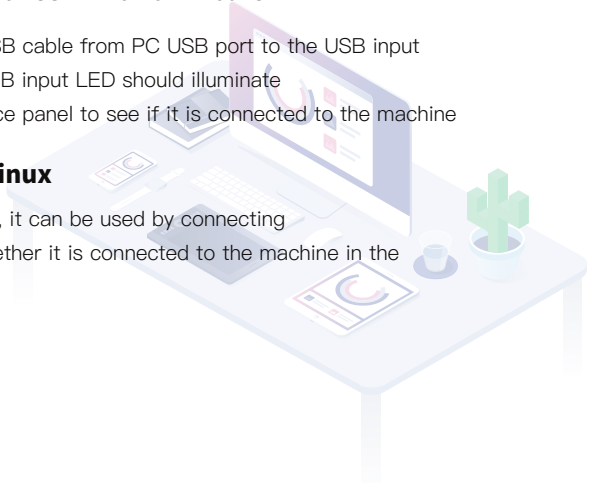 SB cable from PC USB port to the USB input
B input LED should illuminate
ce panel to see if it is connected to the machine
inux
, it can be used by connecting
ether it is connected to the machine in the